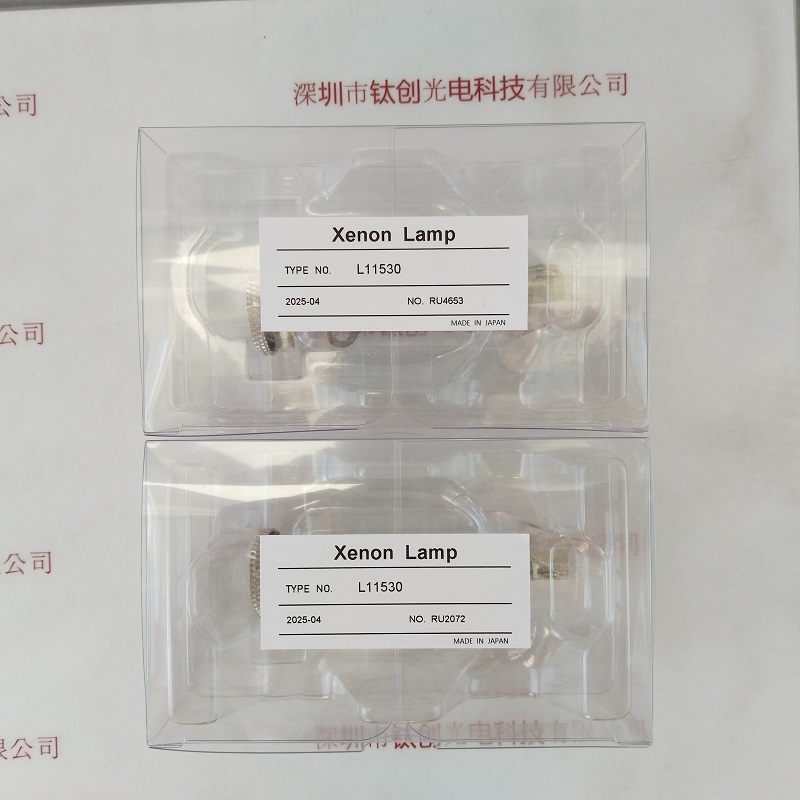 公司
深圳市钛创光电科技有限公司
Xenon Lamp
TYPE NO. L11530
2025-04 NO. RU4653
MADE IN JAPAN
公司
公司
Xenon Lamp
TYPE NO. L11530
2025-04 NO. RU2072
MADE IN JAPAN
公司
深圳市钛创光电科技有限公司
限公司